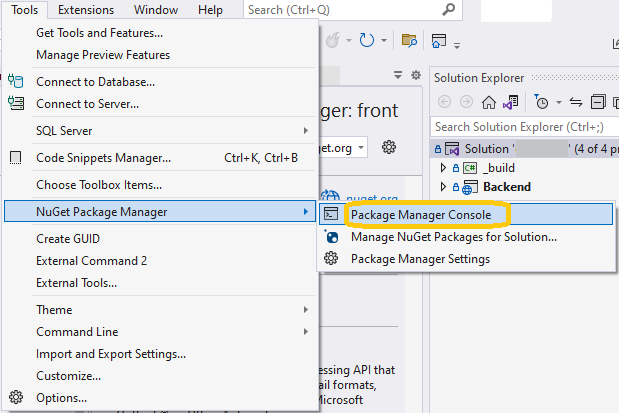 Tools Extensions Window Help Search (Ctrl+Q)
Get Tools and Features...
Manage Preview Features
Connect to Database...
Connect to Server...
SQL Server
Code Snippets Manager... Ctrl+K, Ctrl+B
Choose Toolbox Items...
NuGet Package Manager
Create GUID
External Command 2
External Tools...
Theme
Command Line
Import and Export Settings...
Customize...
Options...
Package Manager Console
Manage NuGet Packages for Solution...
Package Manager Settings
ger: front
get.org
nuget.org
essing API that
ail formats,
Microsoft
Solution Explorer
Search Solution Explorer (Ctrl+;)
Solution ' ' (4 of 4 p
C# _build
Backend